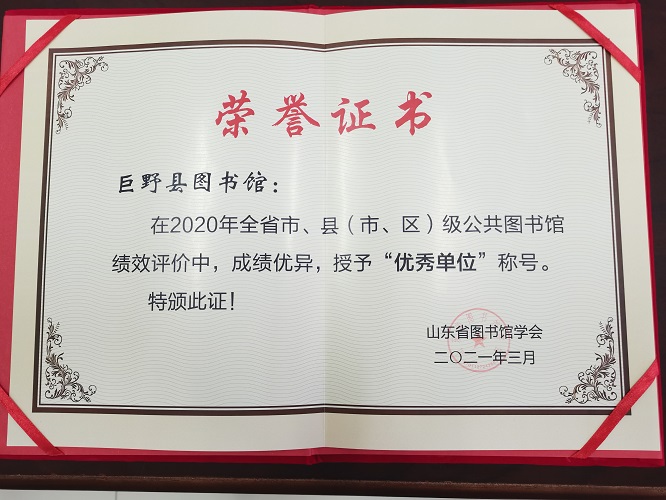 荣誉证书
巨野县图书馆：
在2020年全省市、县（市、区）级公共图书馆
绩效评价中，成绩优异，授予“优秀单位”称号。
特颁此证！
山东省图书馆学会
二〇二一年三月